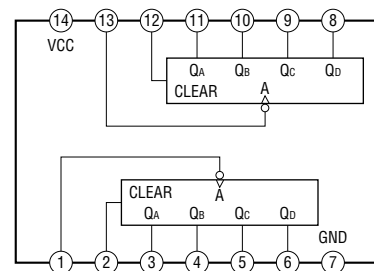 14 13 12 11 10 9 8
VCC
QA QB QC QD
CLEAR A
CLEAR A
QA QB QC QD
GND
1 2 3 4 5 6 7